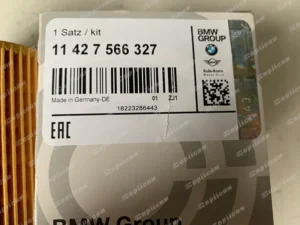 1 Satz / kit
11 42 7 566 327
Made in Germany-DE 01 ZJ1
18223286443
BMW
GROUP
EAC
BMW Group